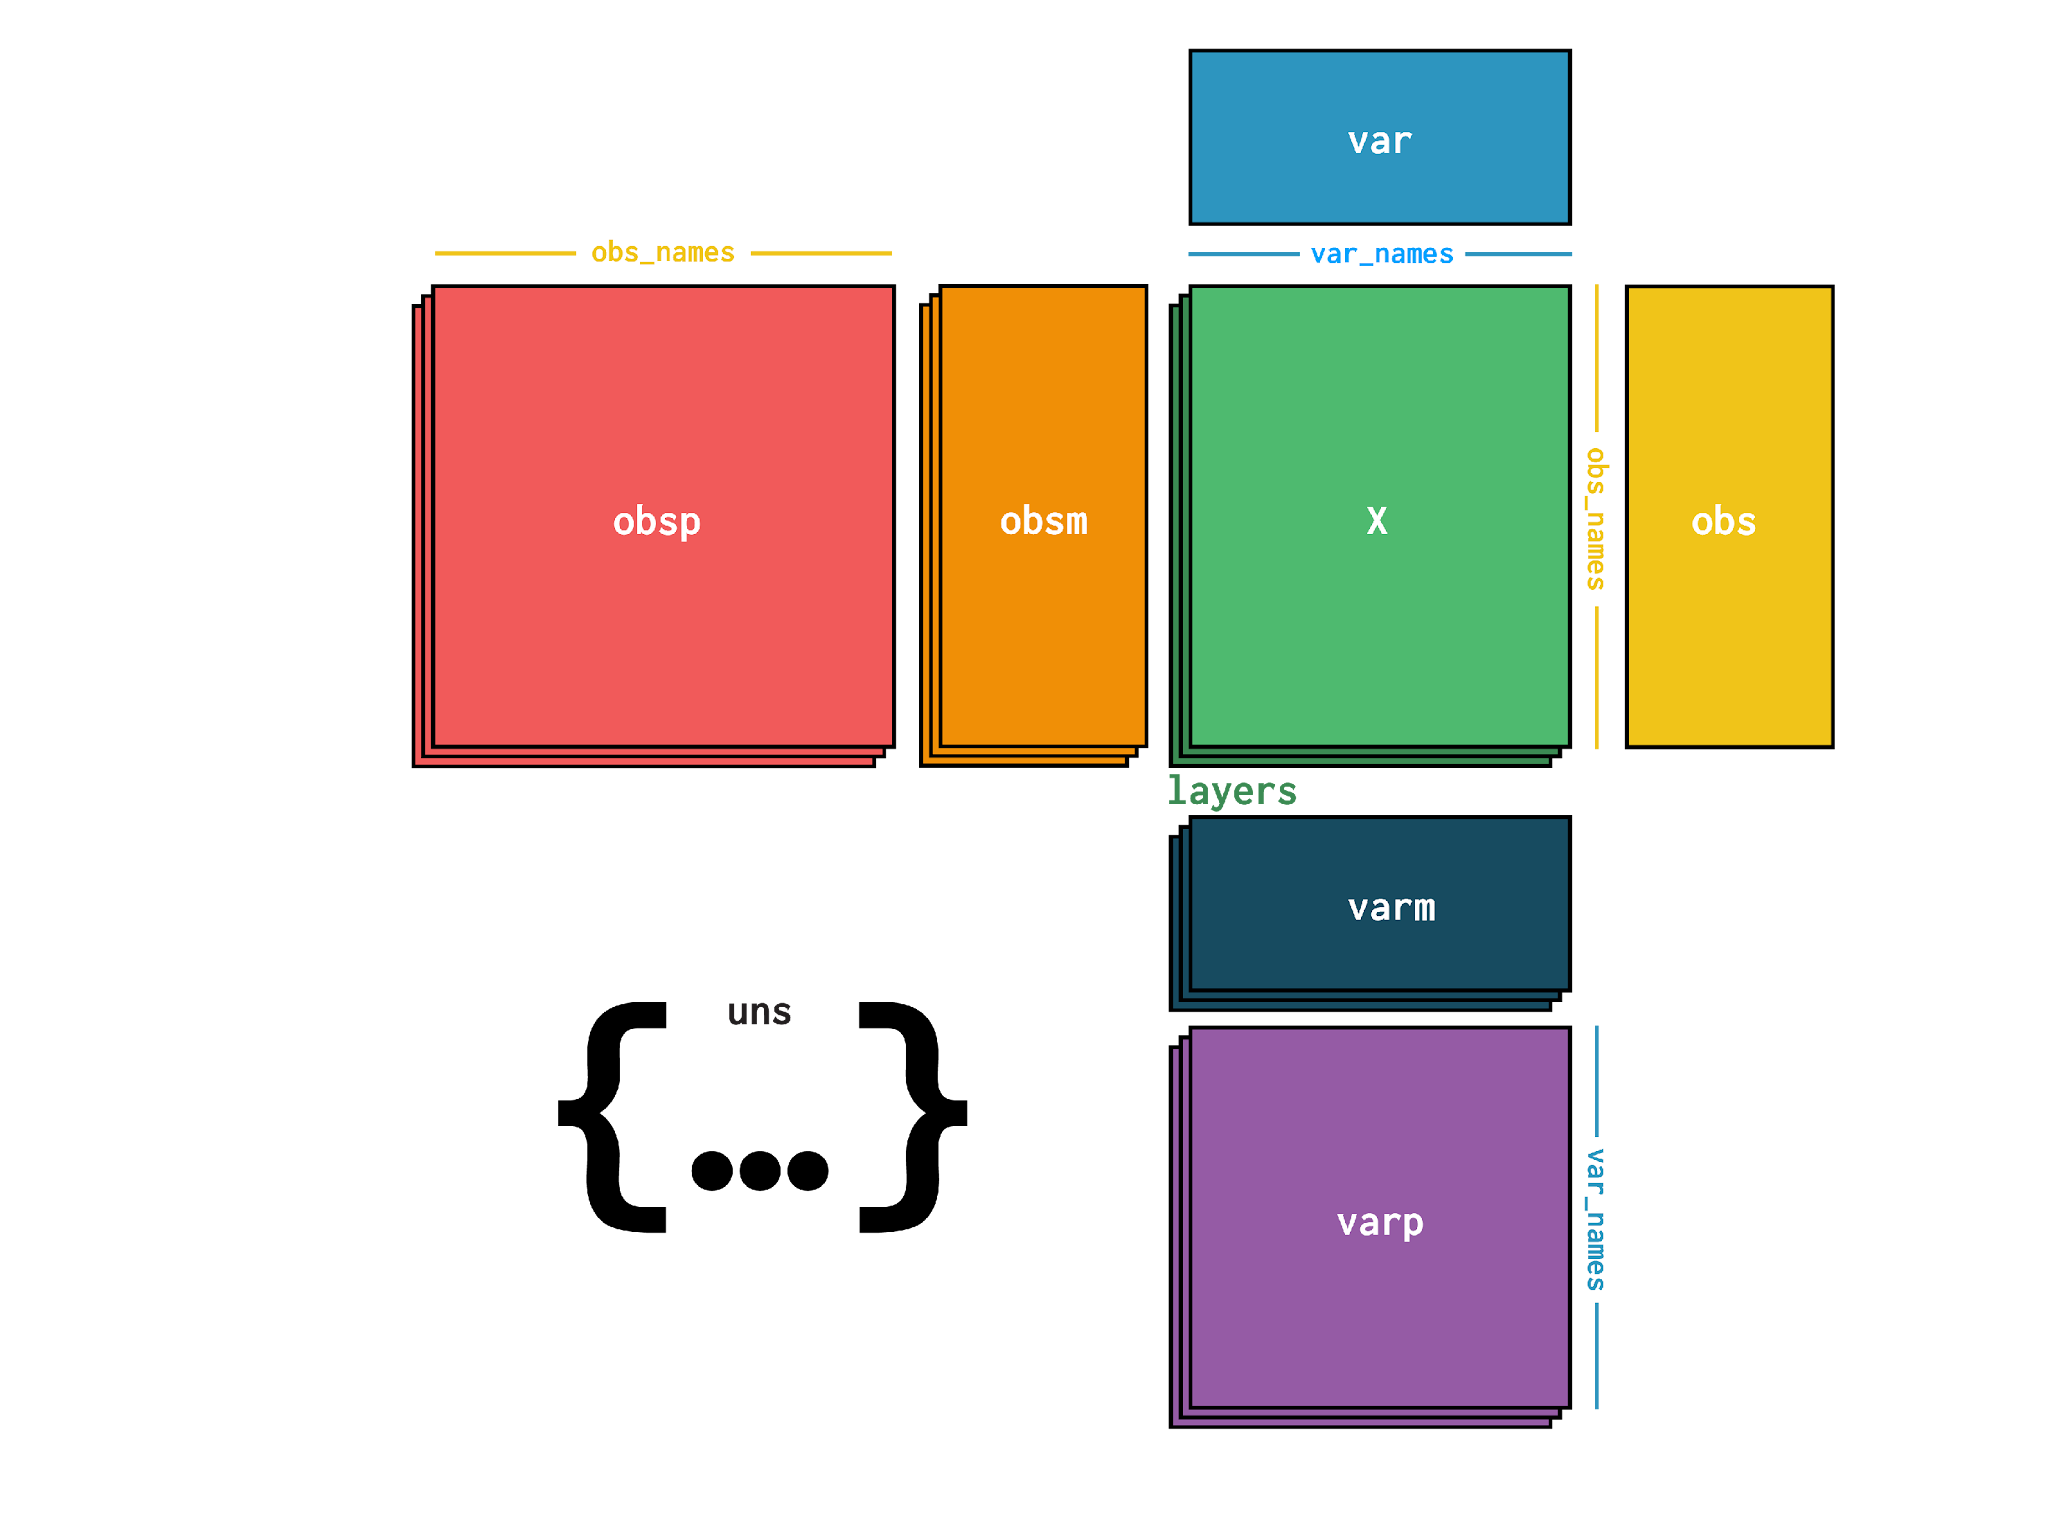 var
obs_names
var_names
obsp
obsm
X
obs_names
obs
layers
varm
uns
{ ... }
varp
var_names